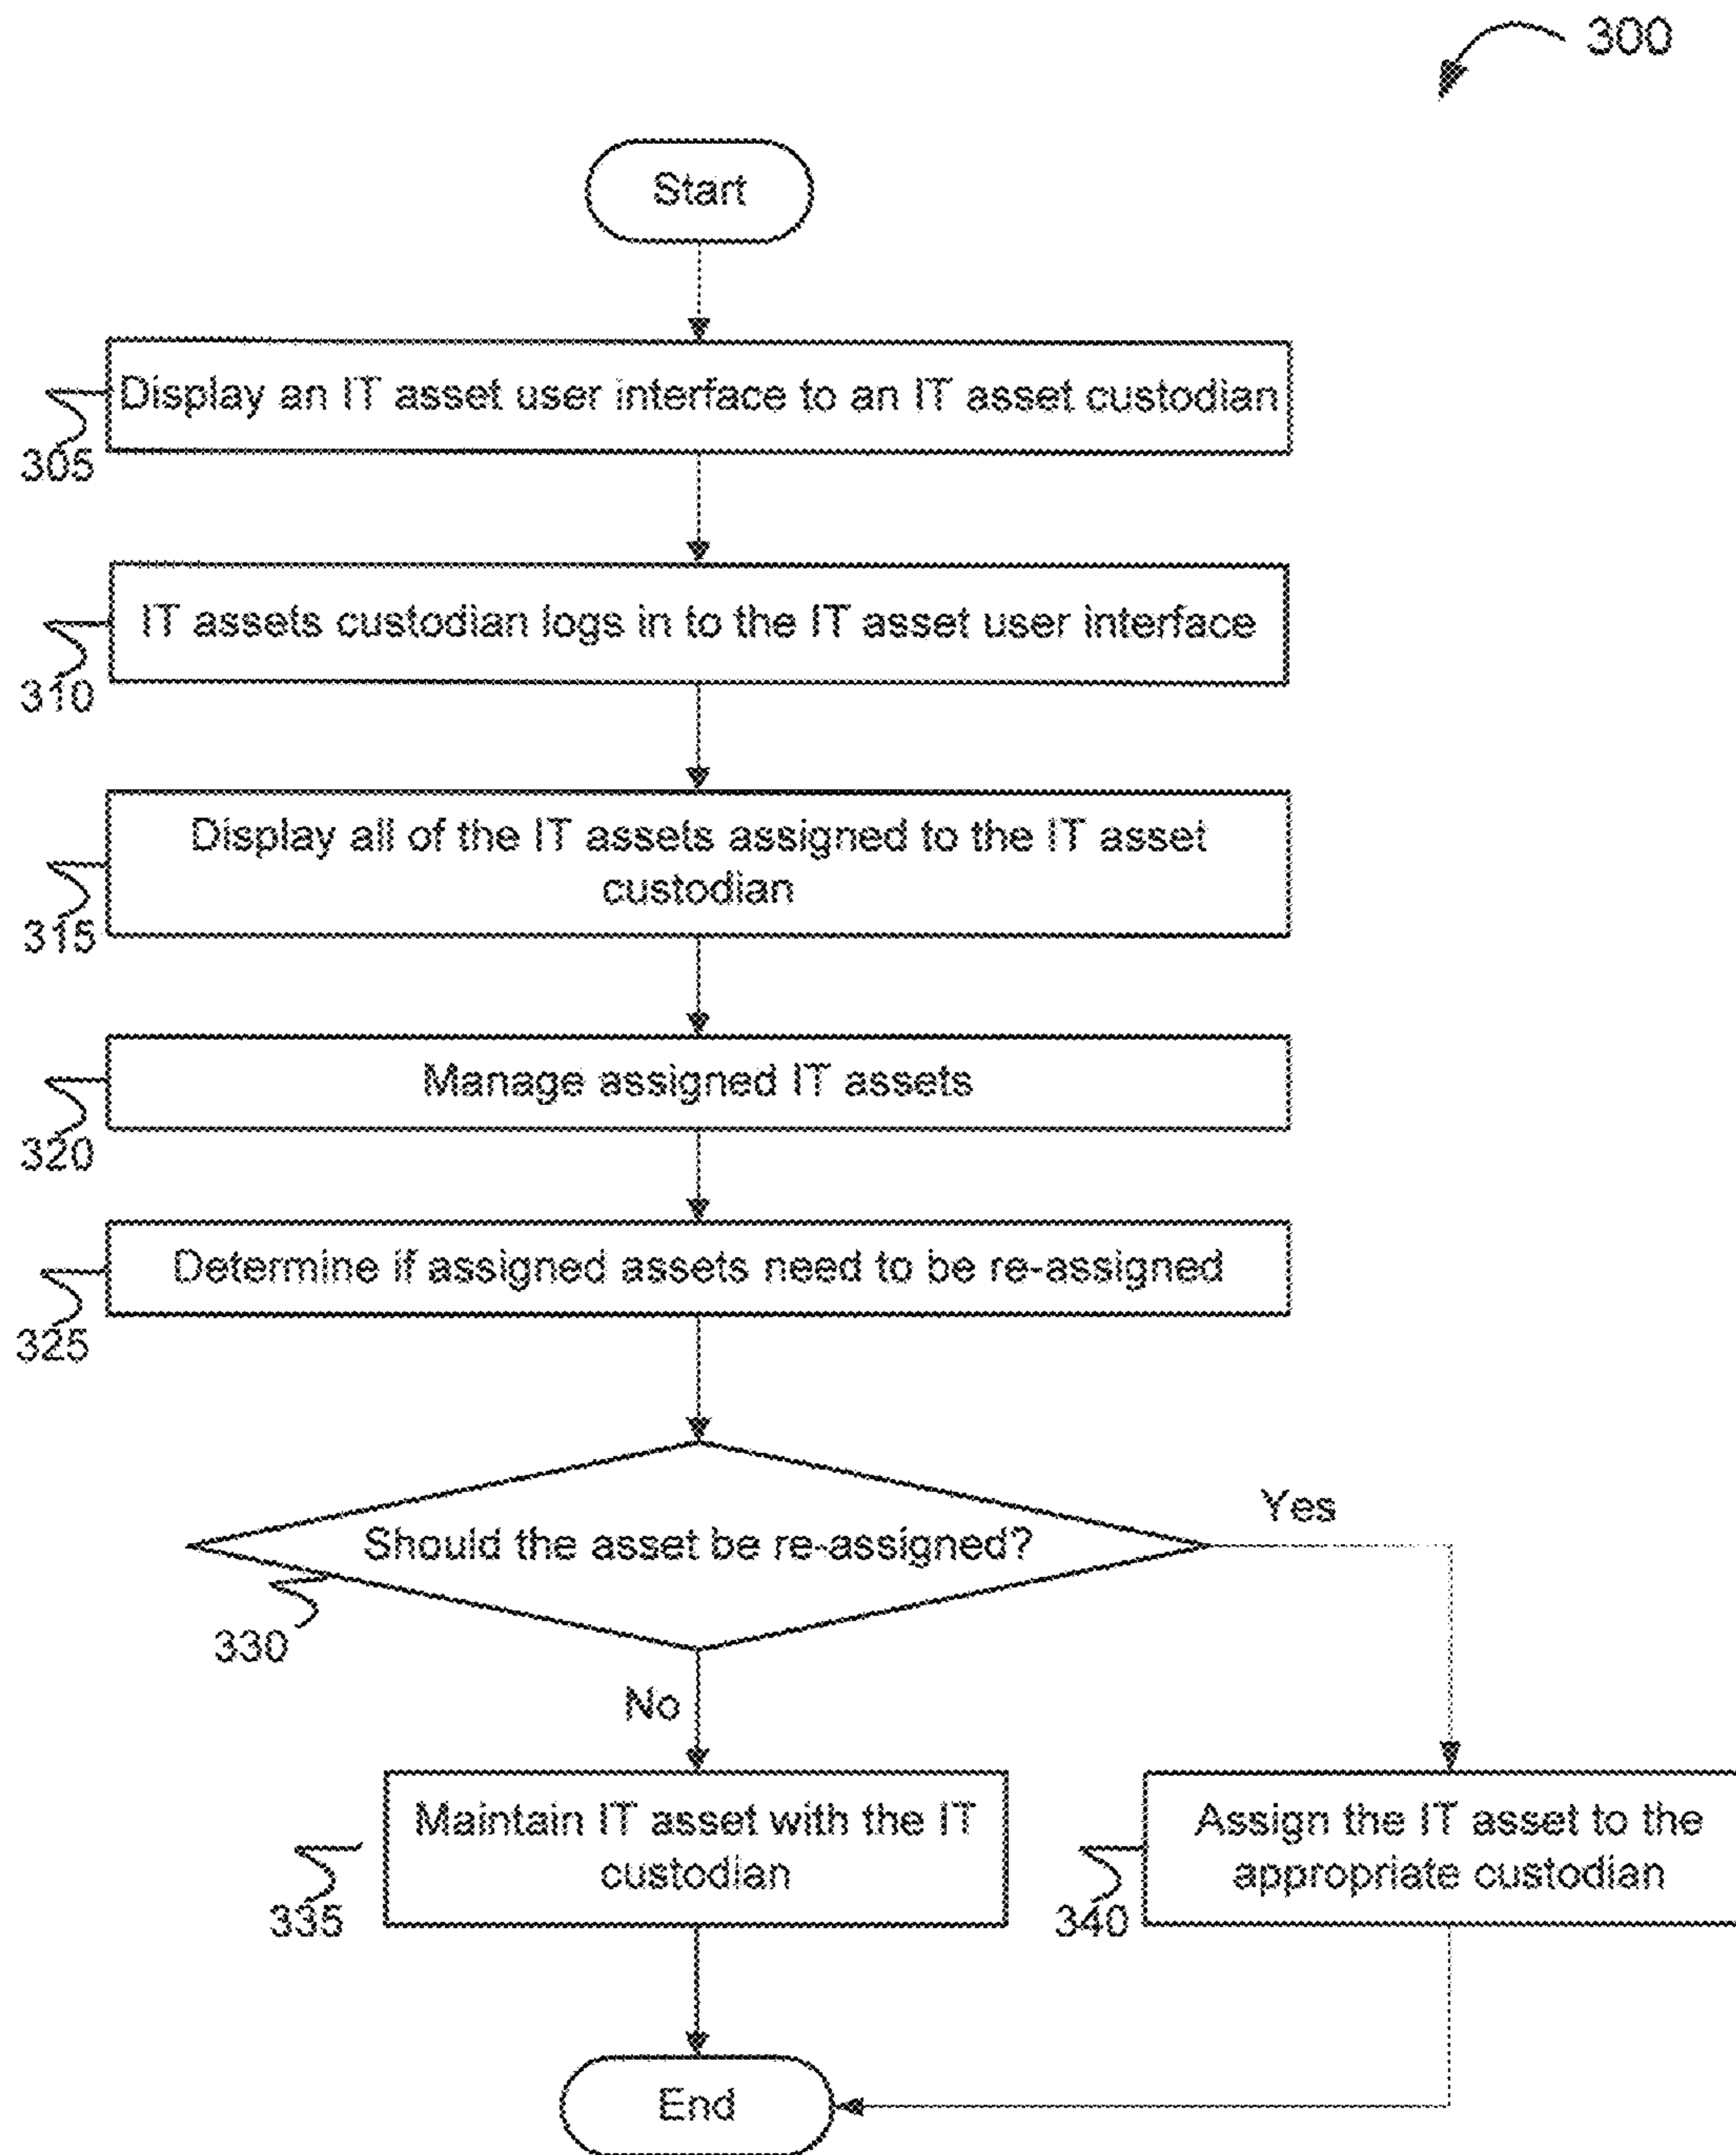 300
Start
Display an IT asset user interface to an IT asset custodian
305
IT assets custodian logs in to the IT asset user interface
310
Display all of the IT assets assigned to the IT asset
custodian
315
Manage assigned IT assets
320
Determine if assigned assets need to be re-assigned
325
Should the asset be re-assigned?
Yes
330
No
Maintain IT asset with the IT
custodian
335
Assign the IT asset to the
appropriate custodian
340
End